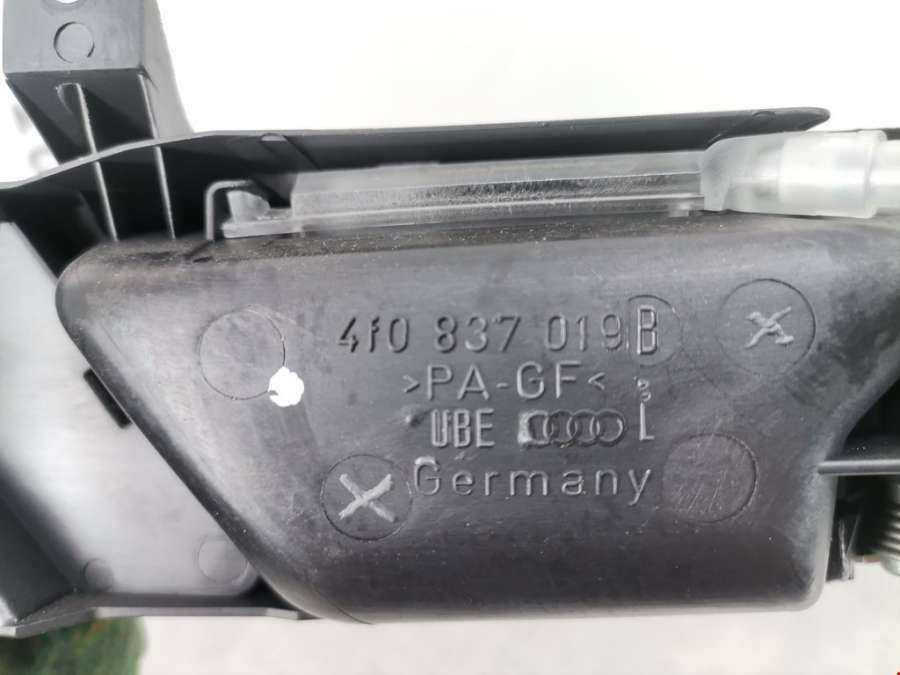 4f0 837 019 B
>PA-GF<
UBE L
Germany